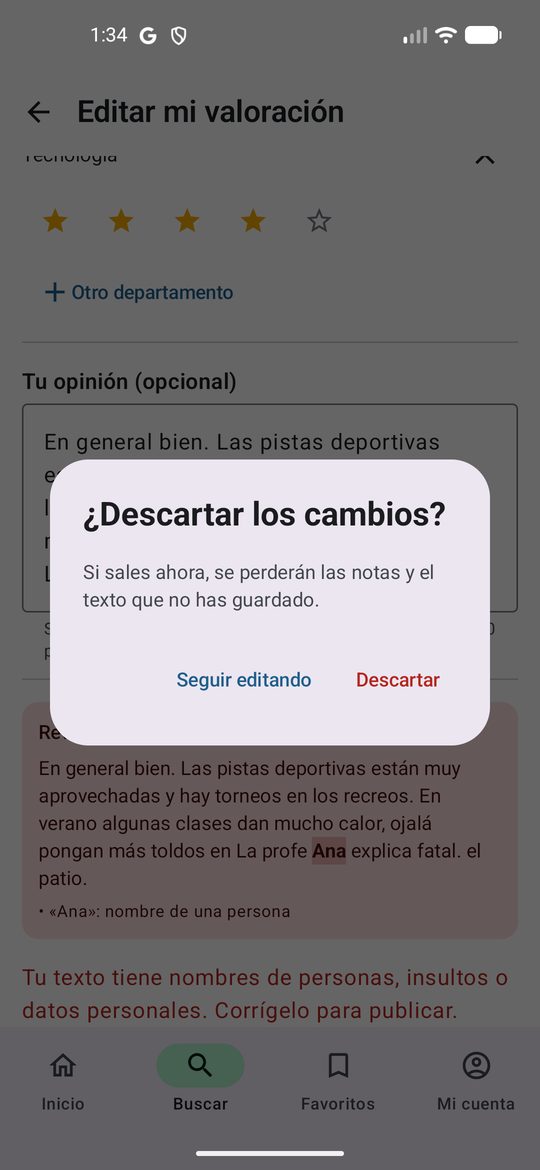 1:34
Editar mi valoración
Tecnología
Otro departamento
Tu opinión (opcional)
En general bien. Las pistas deportivas
¿Descartar los cambios?
Si sales ahora, se perderán las notas y el
texto que no has guardado.
Seguir editando
Descartar
En general bien. Las pistas deportivas están muy
aprovechadas y hay torneos en los recreos. En
verano algunas clases dan mucho calor, ojalá
pongan más toldos en La profe Ana explica fatal. el
patio.
• «Ana»: nombre de una persona
Tu texto tiene nombres de personas, insultos o
datos personales. Corrígelo para publicar.
Inicio
Buscar
Favoritos
Mi cuenta